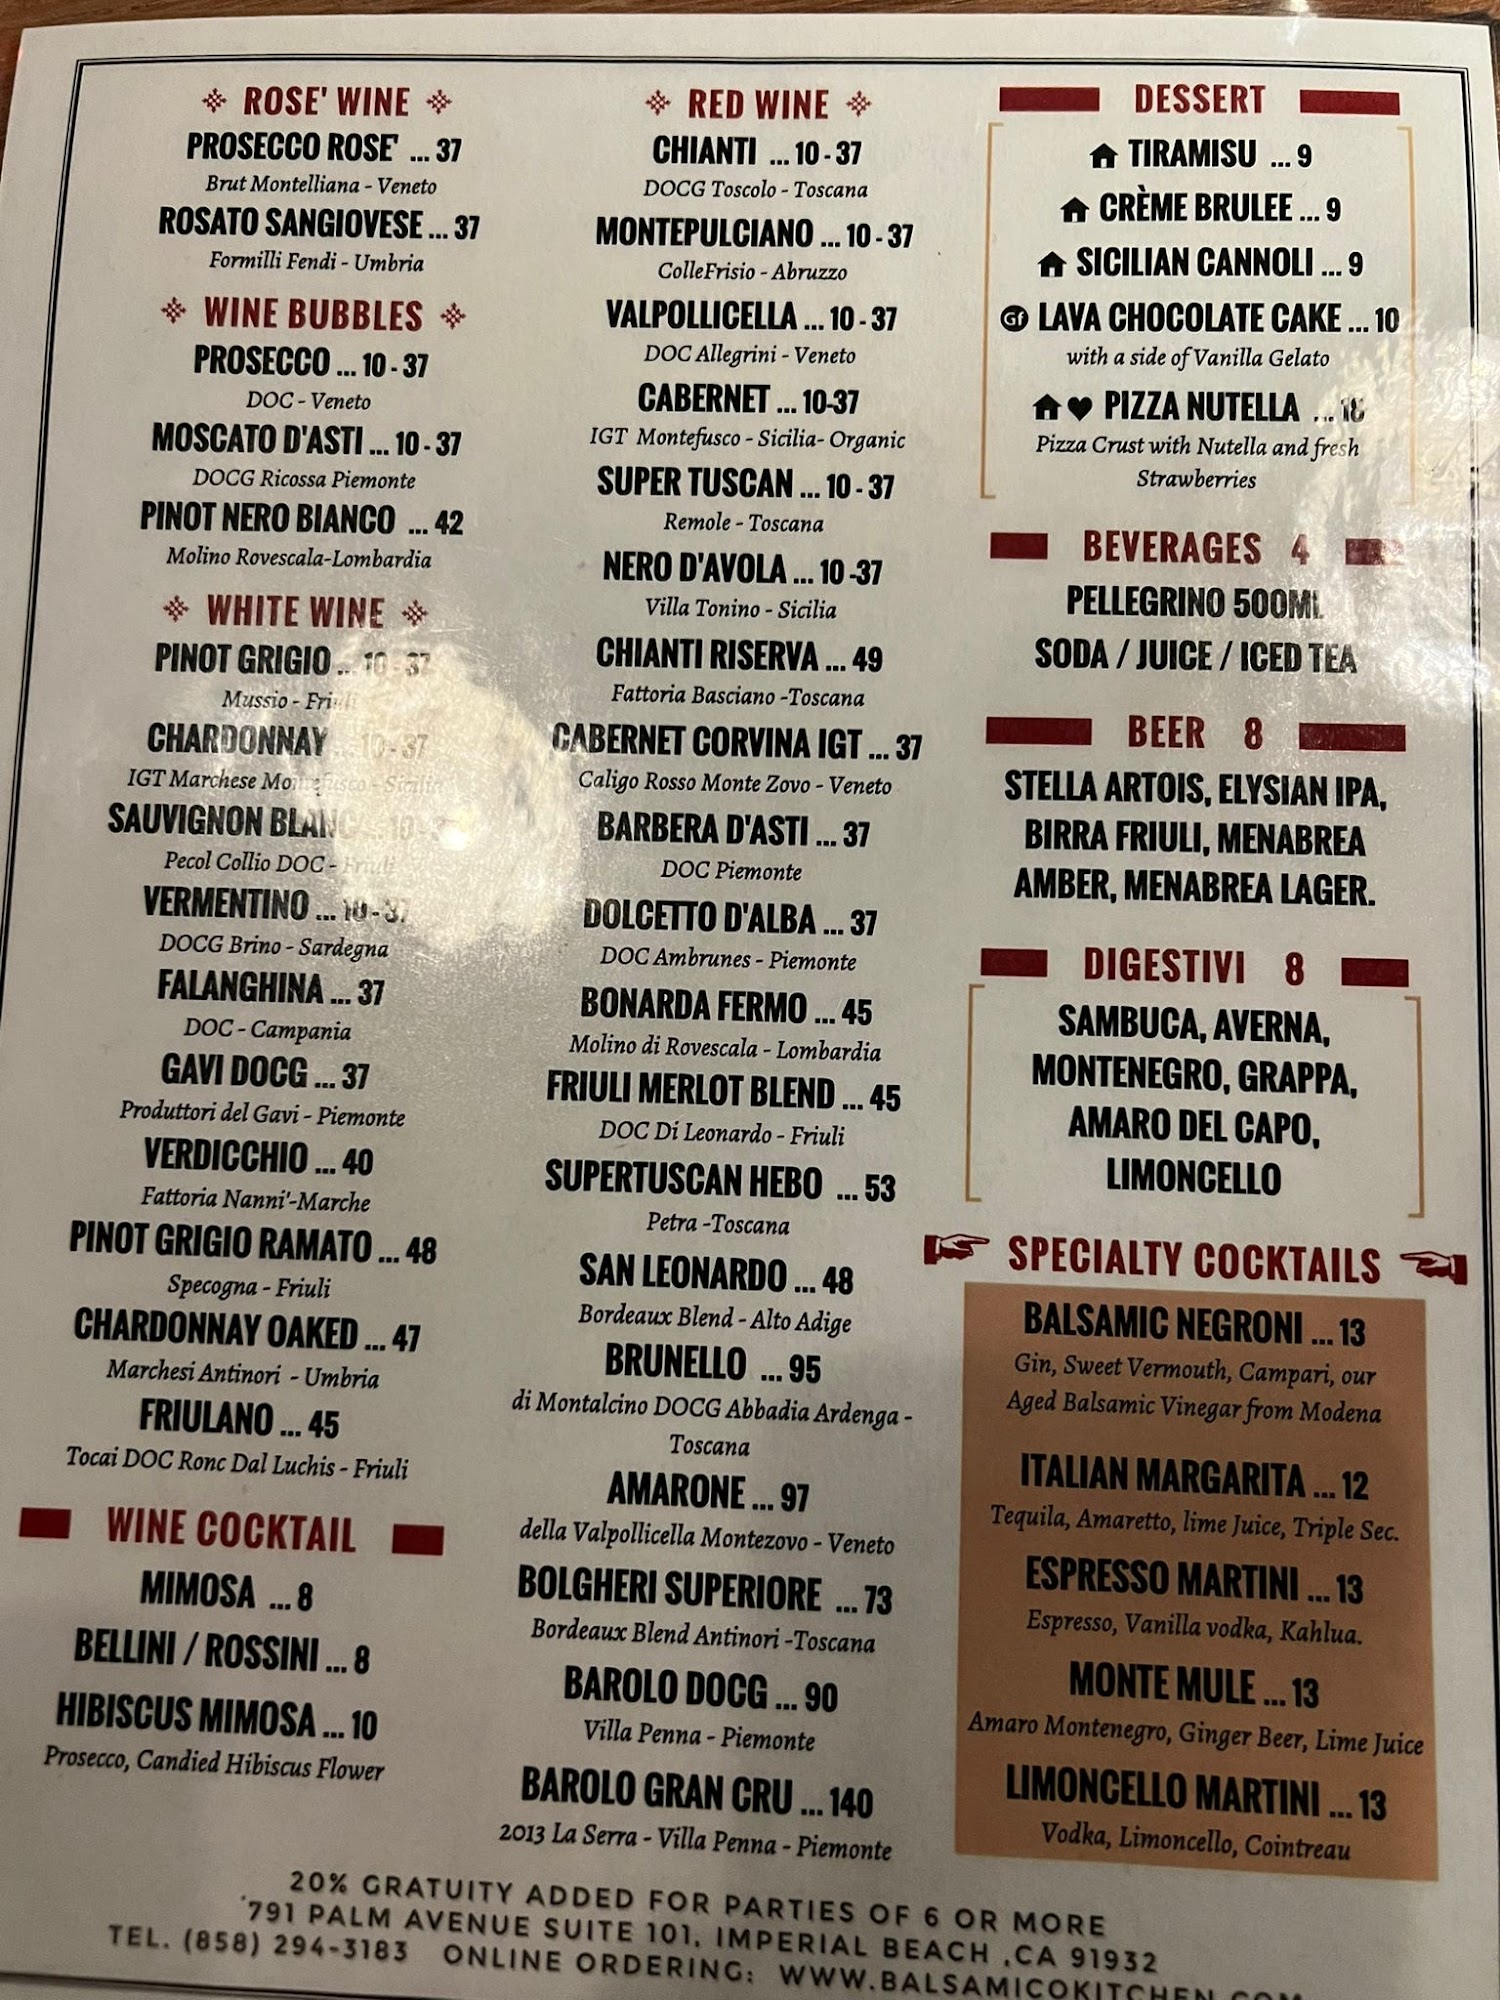 ROSE' WINE
PROSECCO ROSE' ... 37
Brut Montelliana - Veneto
ROSATO SANGIOVESE ... 37
Formilli Fendi - Umbria
WINE BUBBLES
PROSECCO ... 10 - 37
DOC - Veneto
MOSCATO D'ASTI ... 10 - 37
DOCG Ricossa Piemonte
PINOT NERO BIANCO ... 42
Molino Rovescala-Lombardia
WHITE WINE
PINOT GRIGIO ... 10 - 37
Mussio - Friuli
CHARDONNAY ... 10 - 37
IGT Marchese Montefusco - Sicilia
SAUVIGNON BLANC
Pecol Collio DOC - Friuli
VERMENTINO ... 10 - 37
DOCG Brino - Sardegna
FALANGHINA ... 37
DOC - Campania
GAVI DOCG ... 37
Produttori del Gavi - Piemonte
VERDICCHIO ... 40
Fattoria Nanni'-Marche
PINOT GRIGIO RAMATO ... 48
Specogna - Friuli
CHARDONNAY OAKED ... 47
Marchesi Antinori - Umbria
FRIULANO ... 45
Tocai DOC Ronc Dal Luchis - Friuli
WINE COCKTAIL
MIMOSA ... 8
BELLINI / ROSSINI ... 8
HIBISCUS MIMOSA ... 10
Prosecco, Candied Hibiscus Flower
RED WINE
CHIANTI ... 10 - 37
DOCG Toscolo - Toscana
MONTEPULCIANO ... 10 - 37
ColleFrisio - Abruzzo
VALPOLLICELLA ... 10 - 37
DOC Allegrini - Veneto
CABERNET ... 10-37
IGT Montefusco - Sicilia- Organic
SUPER TUSCAN ... 10 - 37
Remole - Toscana
NERO D'AVOLA ... 10 -37
Villa Tonino - Sicilia
CHIANTI RISERVA ... 49
Fattoria Basciano -Toscana
CABERNET CORVINA IGT ... 37
Caligo Rosso Monte Zovo - Veneto
BARBERA D'ASTI ... 37
DOC Piemonte
DOLCETTO D'ALBA ... 37
DOC Ambrunes - Piemonte
BONARDA FERMO ... 45
Molino di Rovescala - Lombardia
FRIULI MERLOT BLEND ... 45
DOC Di Leonardo - Friuli
SUPERTUSCAN HEBO ... 53
Petra -Toscana
SAN LEONARDO ... 48
Bordeaux Blend - Alto Adige
BRUNELLO ... 95
di Montalcino DOCG Abbadia Ardenga -
Toscana
AMARONE ... 97
della Valpollicella Montezovo - Veneto
BOLGHERI SUPERIORE ... 73
Bordeaux Blend Antinori -Toscana
BAROLO DOCG ... 90
Villa Penna - Piemonte
BAROLO GRAN CRU ... 140
2013 La Serra - Villa Penna - Piemonte
DESSERT
TIRAMISU ... 9
CRÈME BRULEE ... 9
SICILIAN CANNOLI ... 9
Gf LAVA CHOCOLATE CAKE ... 10
with a side of Vanilla Gelato
PIZZA NUTELLA ... 18
Pizza Crust with Nutella and fresh
Strawberries
BEVERAGES 4
PELLEGRINO 500ML
SODA / JUICE / ICED TEA
BEER 8
STELLA ARTOIS, ELYSIAN IPA,
BIRRA FRIULI, MENABREA
AMBER, MENABREA LAGER.
DIGESTIVI 8
SAMBUCA, AVERNA,
MONTENEGRO, GRAPPA,
AMARO DEL CAPO,
LIMONCELLO
SPECIALTY COCKTAILS
BALSAMIC NEGRONI ... 13
Gin, Sweet Vermouth, Campari, our
Aged Balsamic Vinegar from Modena
ITALIAN MARGARITA ... 12
Tequila, Amaretto, lime Juice, Triple Sec.
ESPRESSO MARTINI ... 13
Espresso, Vanilla vodka, Kahlua.
MONTE MULE ... 13
Amaro Montenegro, Ginger Beer, Lime Juice
LIMONCELLO MARTINI ... 13
Vodka, Limoncello, Cointreau
20% GRATUITY ADDED FOR PARTIES OF 6 OR MORE
791 PALM AVENUE SUITE 101, IMPERIAL BEACH ,CA 91932
TEL. (858) 294-3183 ONLINE ORDERING: WWW.BALSAMICOKITCHEN.COM